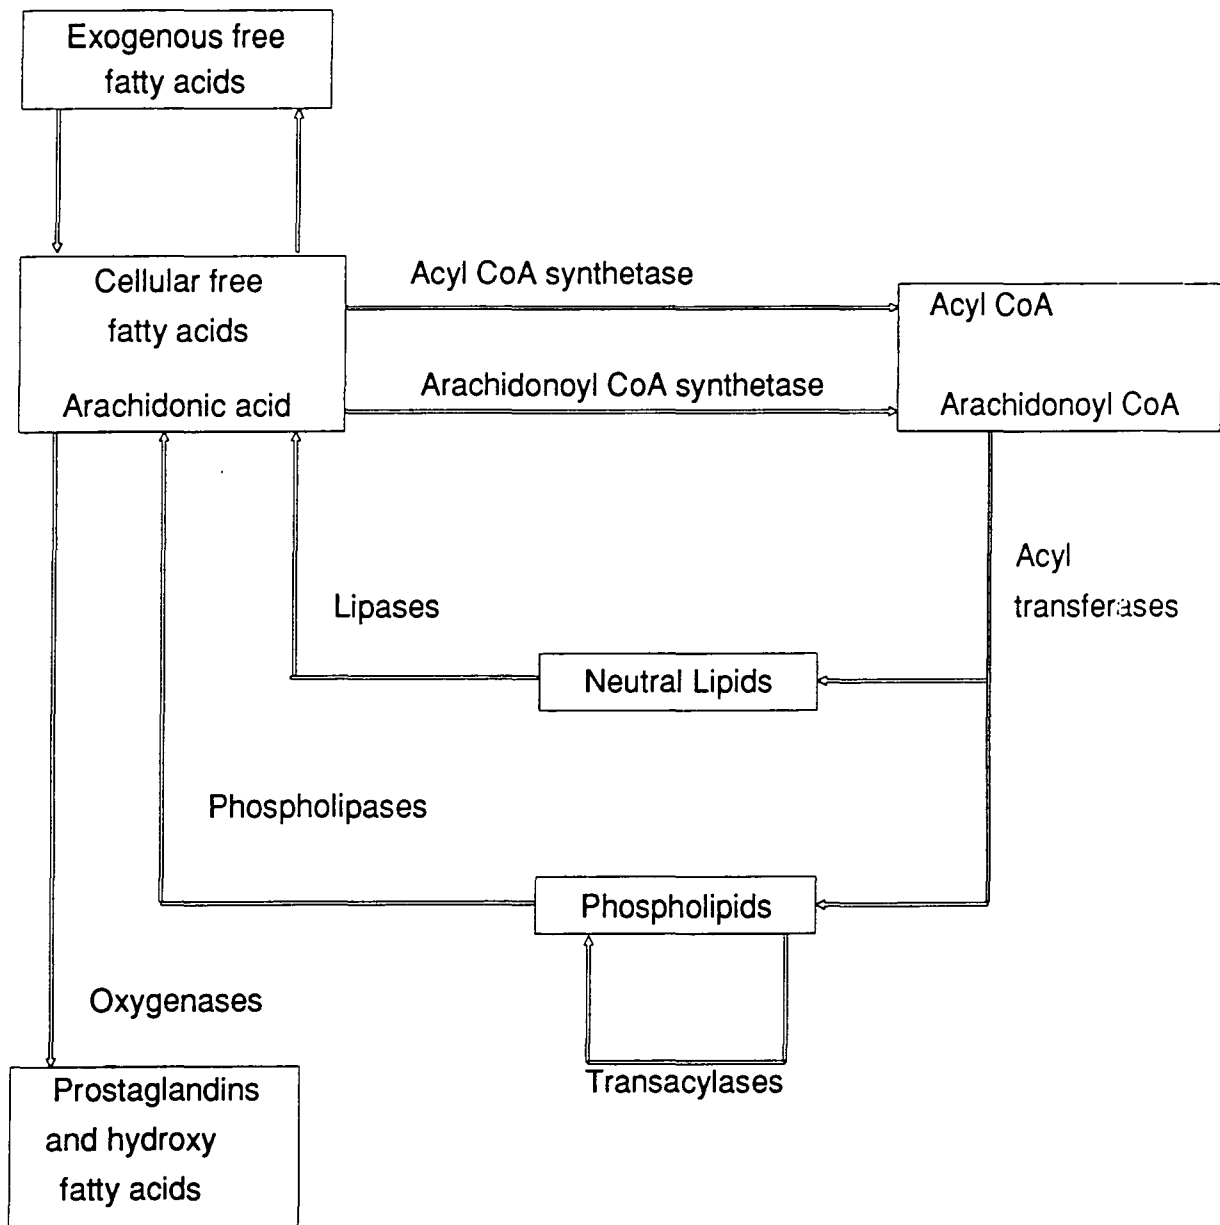 Exogenous free
fatty acids
Cellular free
fatty acids
Arachidonic acid
Acyl CoA synthetase
Arachidonoyl CoA synthetase
Acyl CoA
Arachidonoyl CoA
Acyl
transferases
Lipases
Neutral Lipids
Phospholipases
Phospholipids
Transacylases
Oxygenases
Prostaglandins
and hydroxy
fatty acids